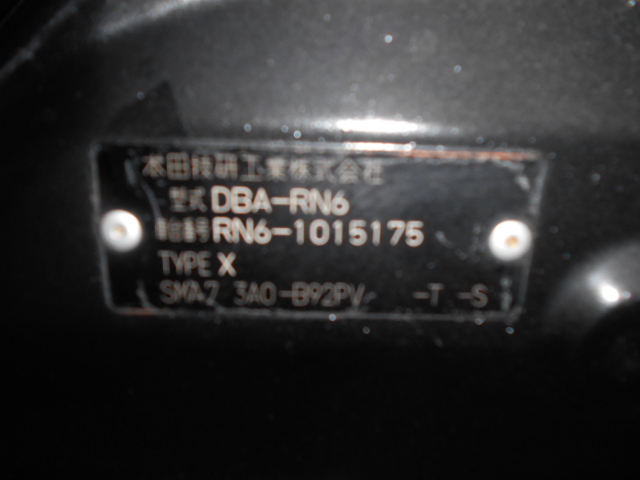 本田技研工業株式会社
型式 DBA-RN6
車台番号 RN6-1015175
TYPE X
SMA7 3A0-B92PV- -T -S